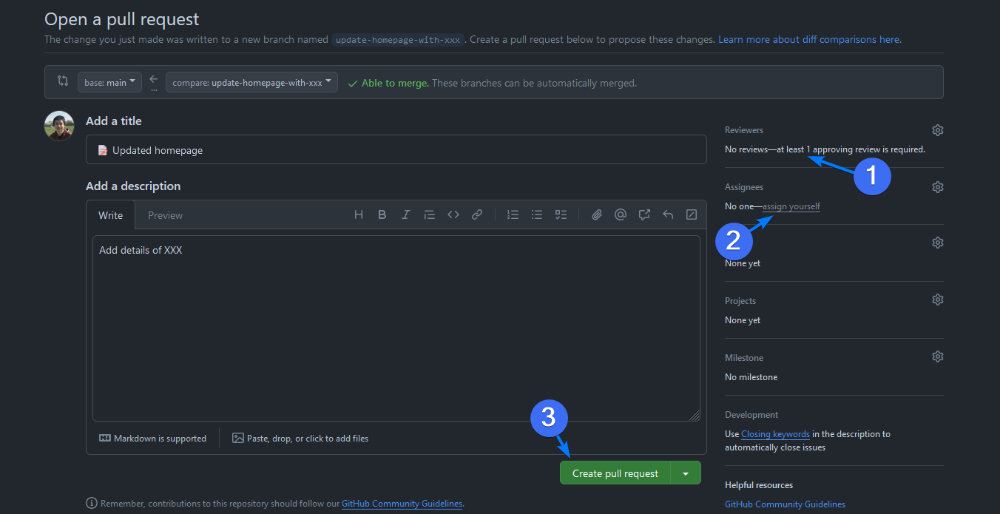 Open a pull request
The change you just made was written to a new branch named update-homepage-with-xxx . Create a pull request below to propose these changes. Learn more about diff comparisons here.
base: main ← ... compare: update-homepage-with-xxx ✓ Able to merge. These branches can be automatically merged.
Add a title
📝 Updated homepage
Add a description
Write Preview
Add details of XXX
Markdown is supported Paste, drop, or click to add files
3
Create pull request
Remember, contributions to this repository should follow our GitHub Community Guidelines.
Reviewers
No reviews—at least 1 approving review is required.
1
Assignees
No one—assign yourself
2
None yet
Projects
None yet
Milestone
No milestone
Development
Use Closing keywords in the description to
automatically close issues
Helpful resources
GitHub Community Guidelines